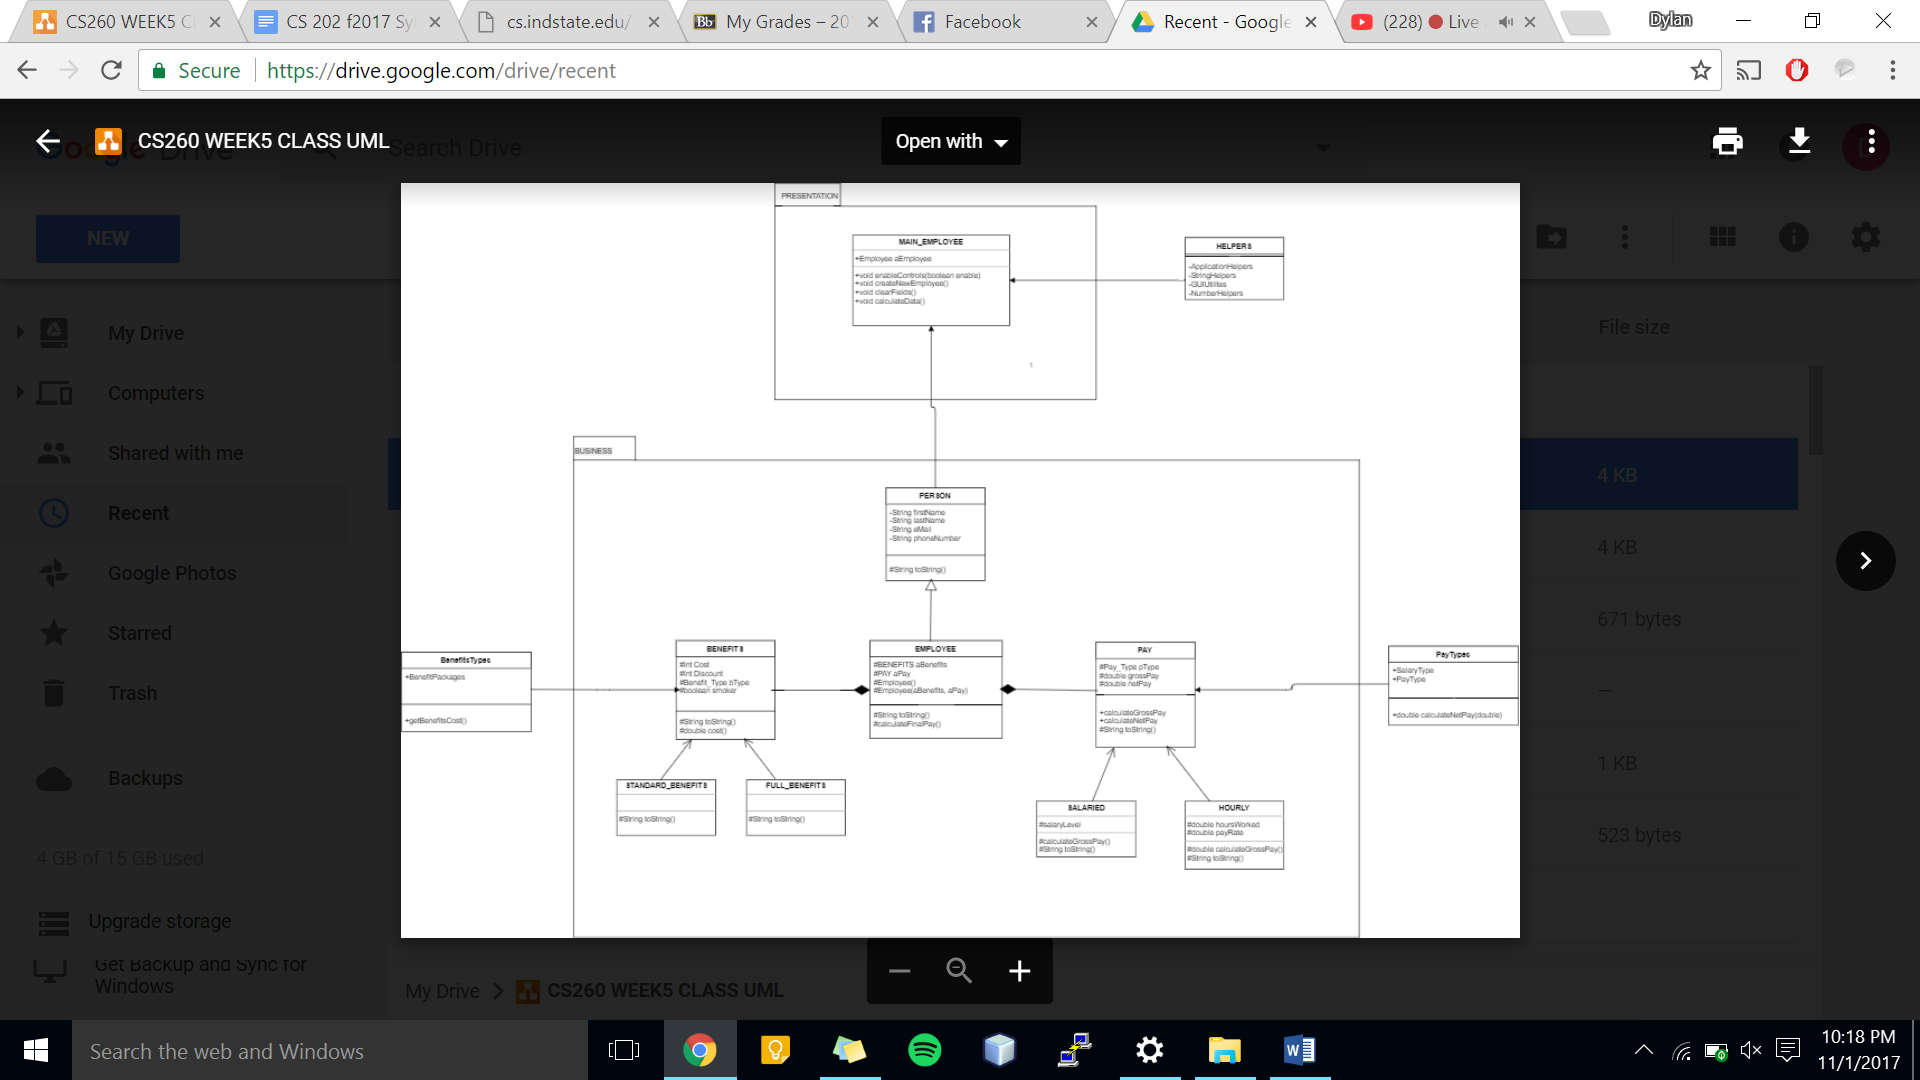 CS260 WEEK5 C
CS 202 f2017 Sy
cs.indstate.edu/
Bb My Grades – 20
Facebook
Recent - Google
(228) Live
Dylan
Secure https://drive.google.com/drive/recent
CS260 WEEK5 CLASS UML
Search Drive
Open with
NEW
My Drive
Computers
Shared with me
Recent
Google Photos
Starred
Trash
Backups
4 GB of 15 GB used
Upgrade storage
Get Backup and Sync for
Windows
File size
4 KB
4 KB
671 bytes
1 KB
523 bytes
PRESENTATION
MAIN_EMPLOYEE
+Employee aEmployee
+void enableControls(boolean enable)
+void createNewEmployee()
+void clearFields()
+void calculateData()
HELPERS
-ApplicationHelpers
-StringHelpers
-GUIUtilites
-NumberHelpers
BUSINESS
PERSON
-String firstName
-String lastName
-String eMail
-String phoneNumber
#String toString()
BenefitsTypes
+BenefitPackages
+getBenefitsCost()
BENEFITS
#int Cost
#int Discount
#Benefit_Type bType
#boolean smoker
#String toString()
#double cost()
EMPLOYEE
#BENEFITS aBenefits
#PAY aPay
#Employee()
#Employee(aBenefits, aPay)
#String toString()
#calculateFinalPay()
PAY
#Pay_Type pType
#double grossPay
#double netPay
+calculateGrossPay
+calculateNetPay
#String toString()
PayTypes
+SalaryType
+PayType
+double calculateNetPay(double)
STANDARD_BENEFITS
#String toString()
FULL_BENEFITS
#String toString()
SALARIED
#salaryLevel
#calculateGrossPay()
#String toString()
HOURLY
#double hoursWorked
#double payRate
#double calculateGrossPay()
#String toString()
My Drive > CS260 WEEK5 CLASS UML
Search the web and Windows
10:18 PM
11/1/2017